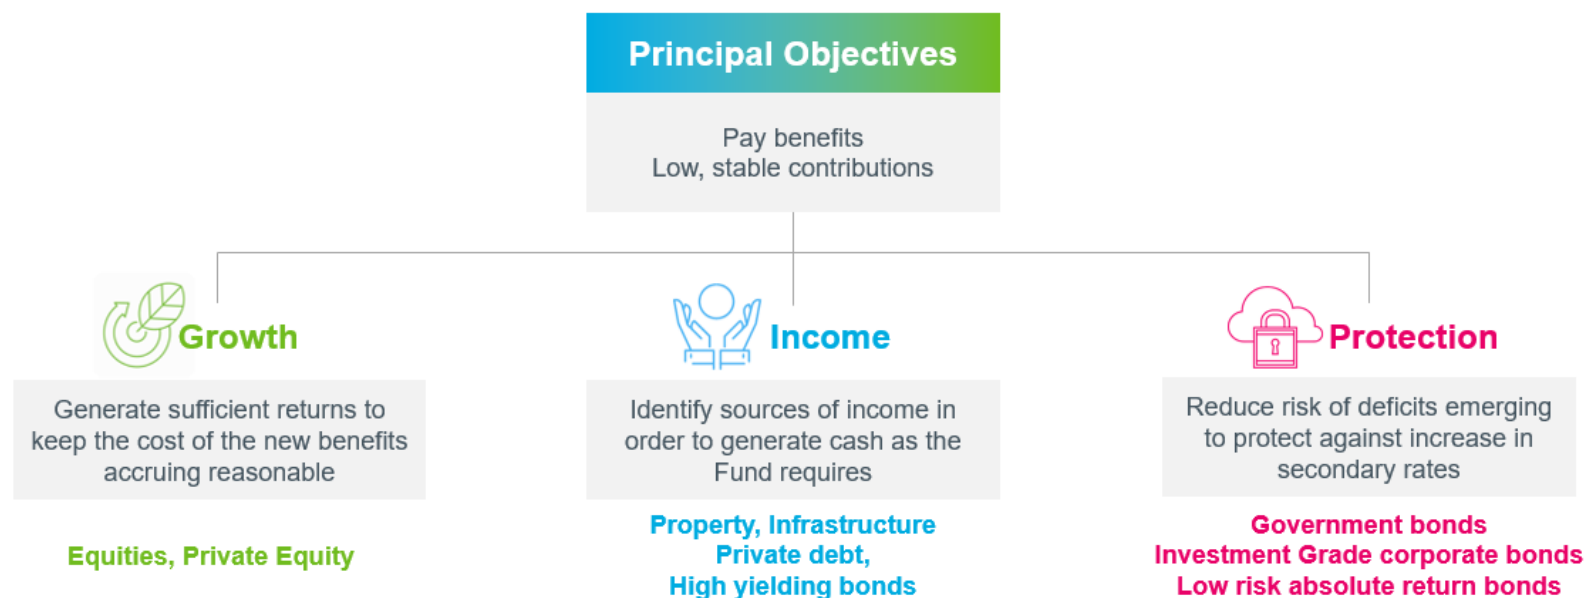 Principal Objectives
Pay benefits
Low, stable contributions
Growth
Generate sufficient returns to
keep the cost of the new benefits
accruing reasonable
Equities, Private Equity
Income
Identify sources of income in
order to generate cash as the
Fund requires
Property, Infrastructure
Private debt,
High yielding bonds
Protection
Reduce risk of deficits emerging
to protect against increase in
secondary rates
Government bonds
Investment Grade corporate bonds
Low risk absolute return bonds